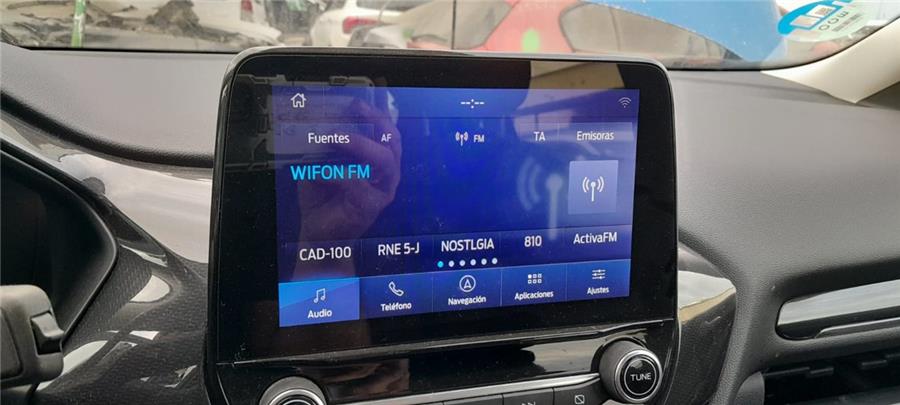 --:--
Fuentes AF FM TA Emisoras
WIFON FM
CAD-100 RNE 5-J NOSTLGIA 810 ActivaFM
Audio Teléfono Navegación Aplicaciones Ajustes
TUNE